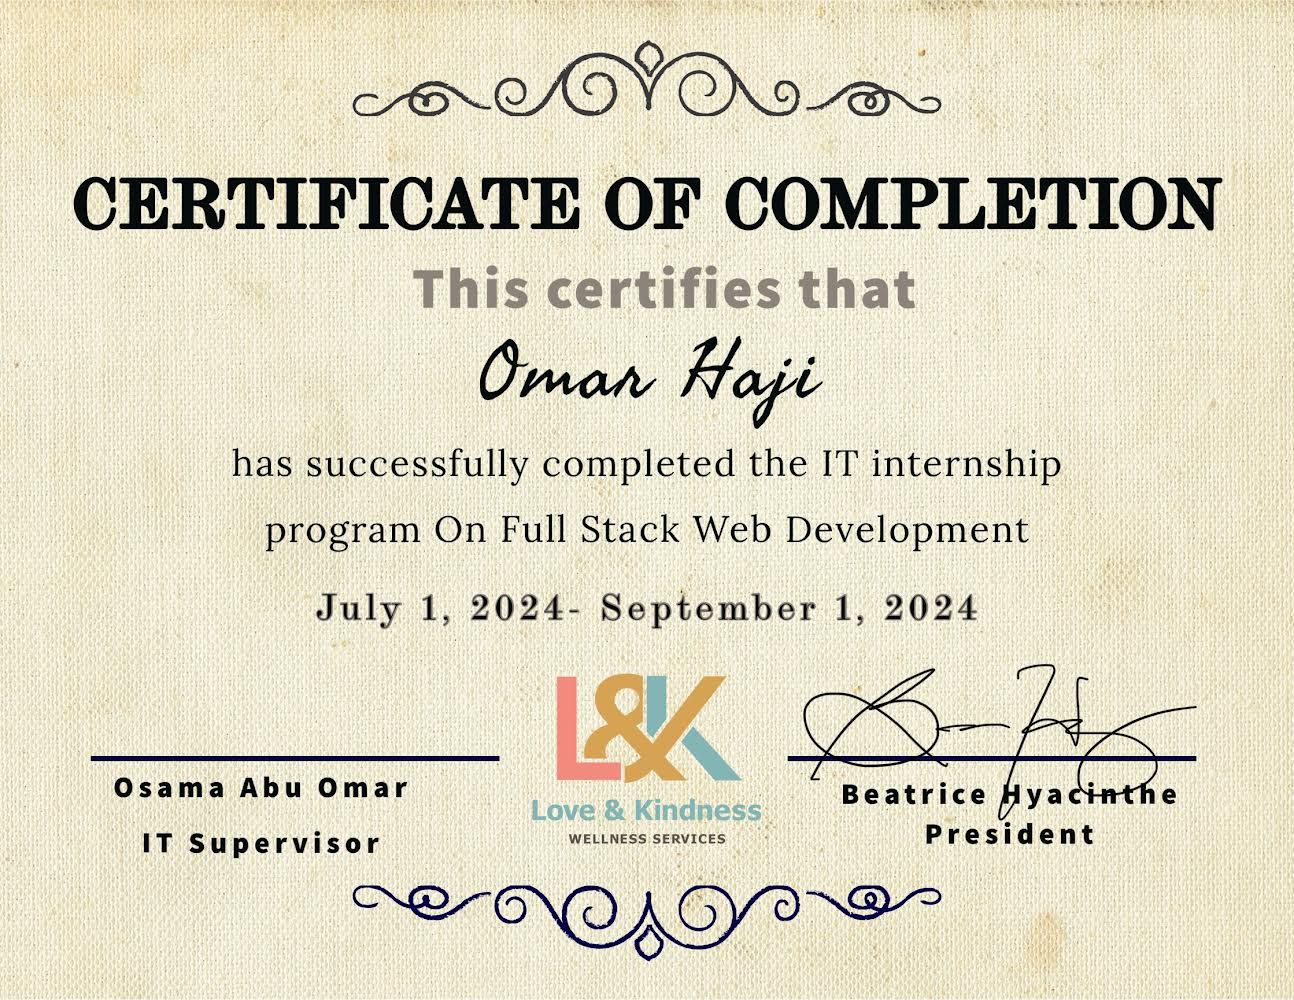 CERTIFICATE OF COMPLETION
This certifies that
Omar Haji
has successfully completed the IT internship
program On Full Stack Web Development
July 1, 2024- September 1, 2024
L&K
Love & Kindness
WELLNESS SERVICES
Osama Abu Omar
IT Supervisor
Beatrice Hyacinthe
President